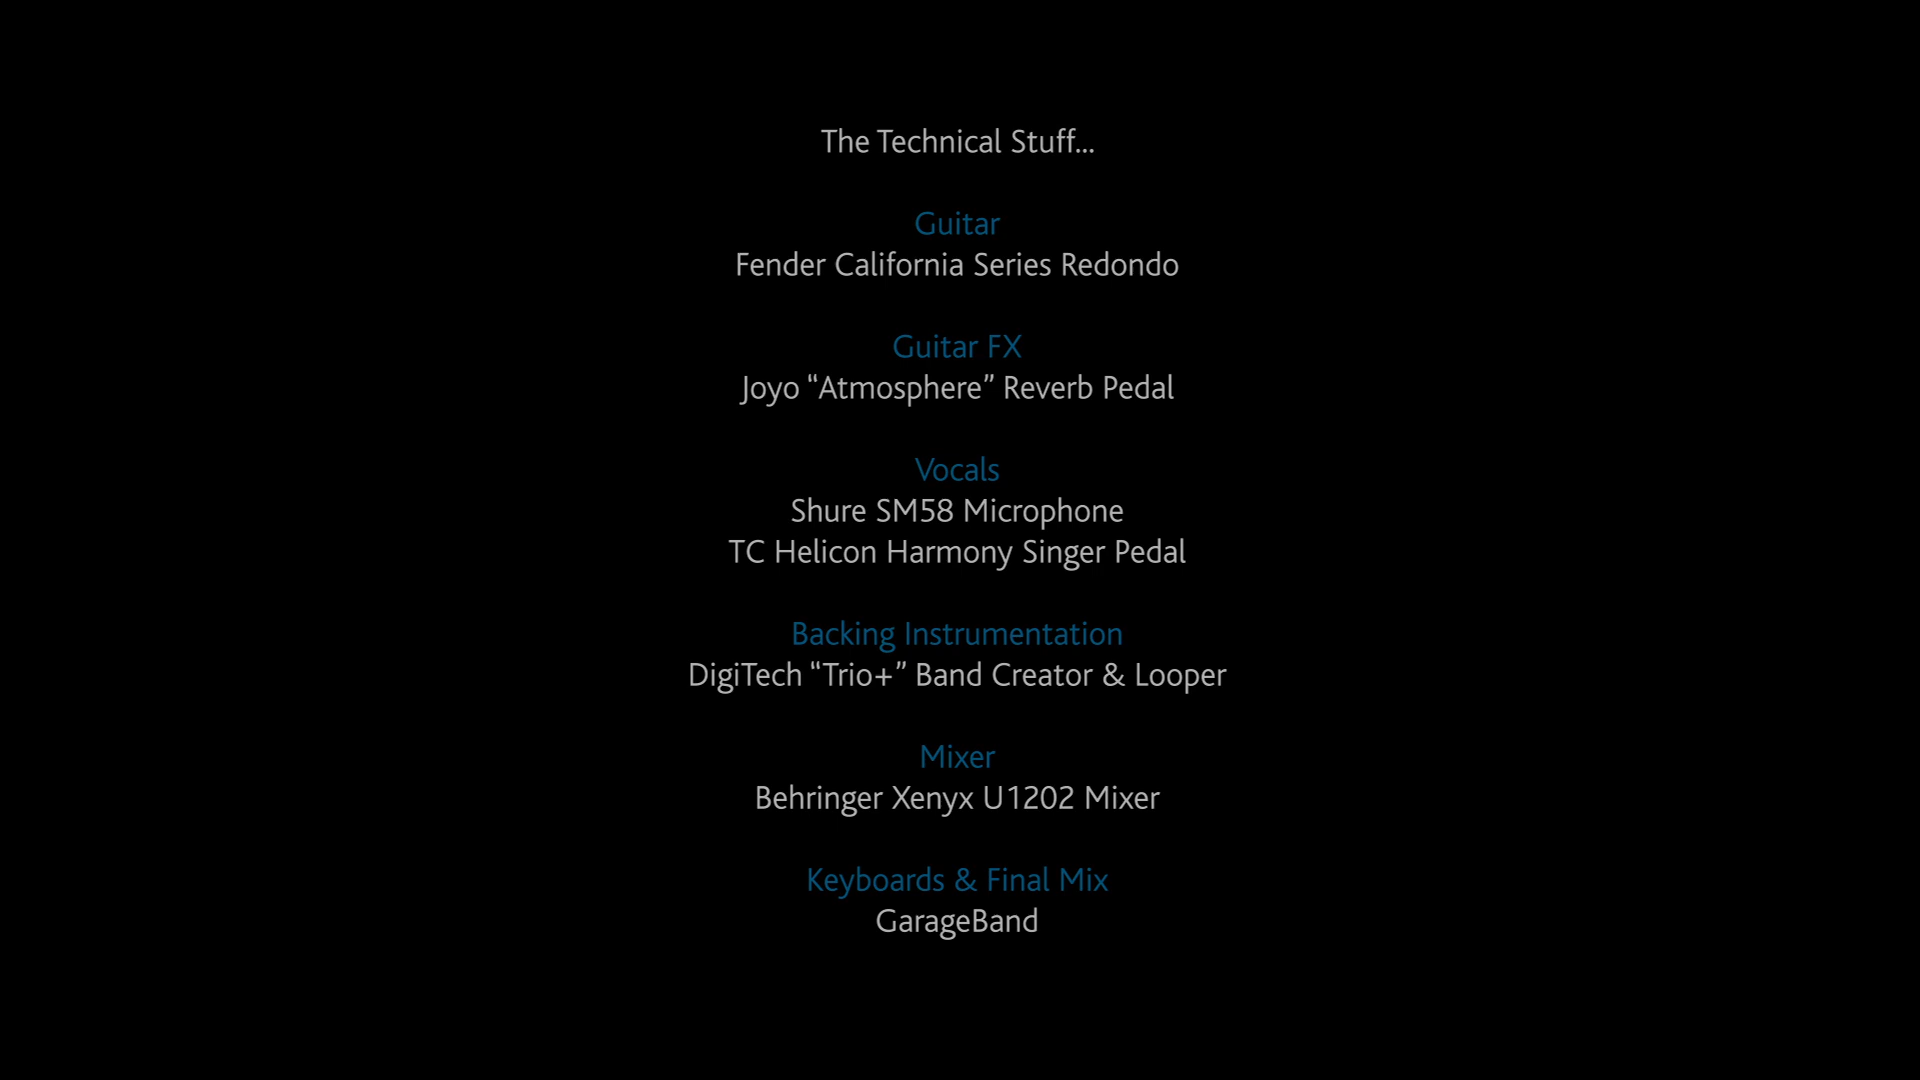 The Technical Stuff...
Guitar
Fender California Series Redondo
Guitar FX
Joyo “Atmosphere” Reverb Pedal
Vocals
Shure SM58 Microphone
TC Helicon Harmony Singer Pedal
Backing Instrumentation
DigiTech “Trio+” Band Creator & Looper
Mixer
Behringer Xenyx U1202 Mixer
Keyboards & Final Mix
GarageBand